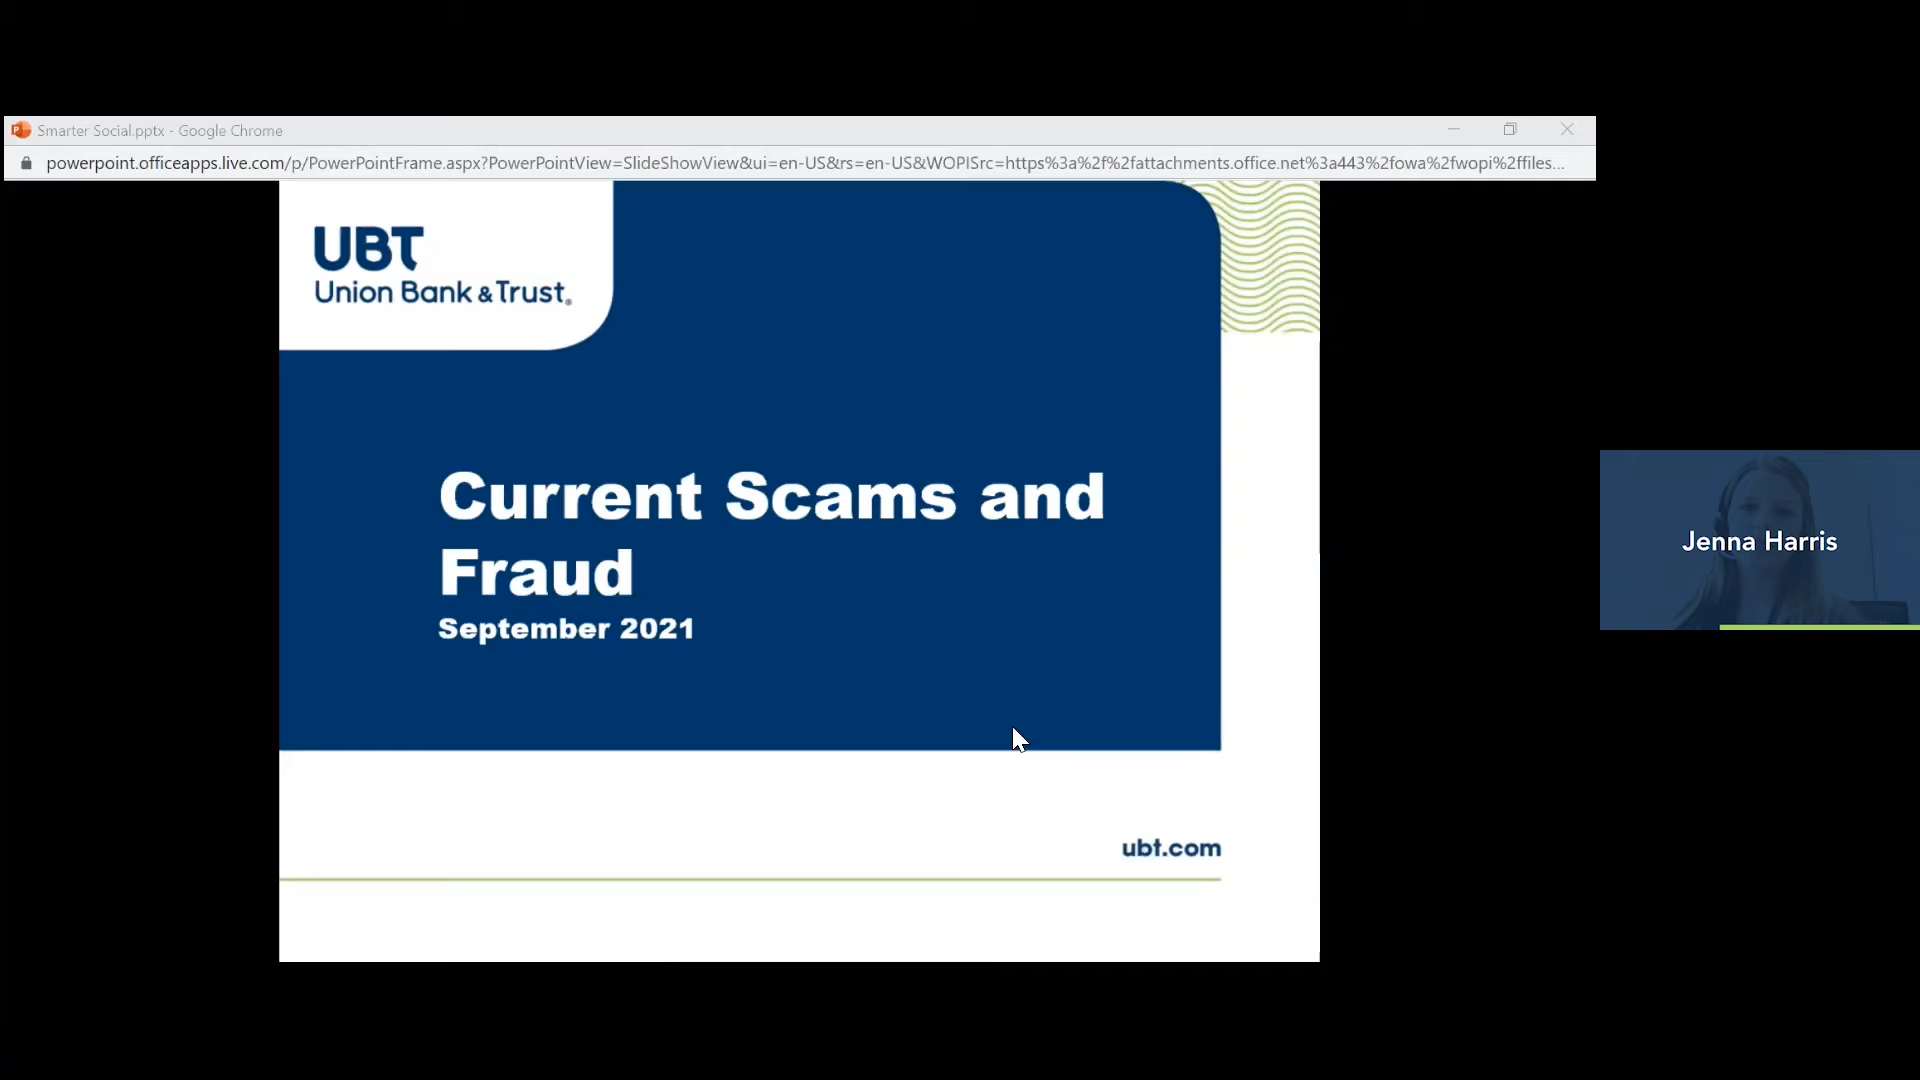 Smarter Social.pptx - Google Chrome
powerpoint.officeapps.live.com/p/PowerPointFrame.aspx?PowerPointView=SlideShowView&ui=en-US&rs=en-US&WOPISrc=https%3a%2f%2fattachments.office.net%3a443%2fowa%2fwopi%2ffiles...
UBT
Union Bank & Trust®
Current Scams and
Fraud
September 2021
Jenna Harris
ubt.com